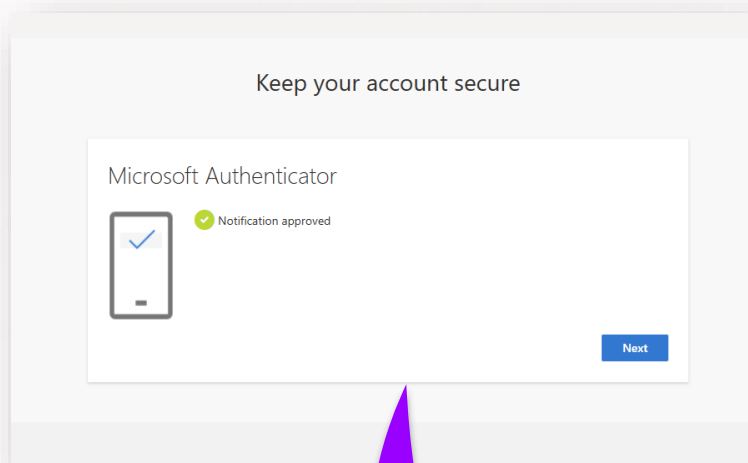 Keep your account secure
Microsoft Authenticator
Notification approved
Next